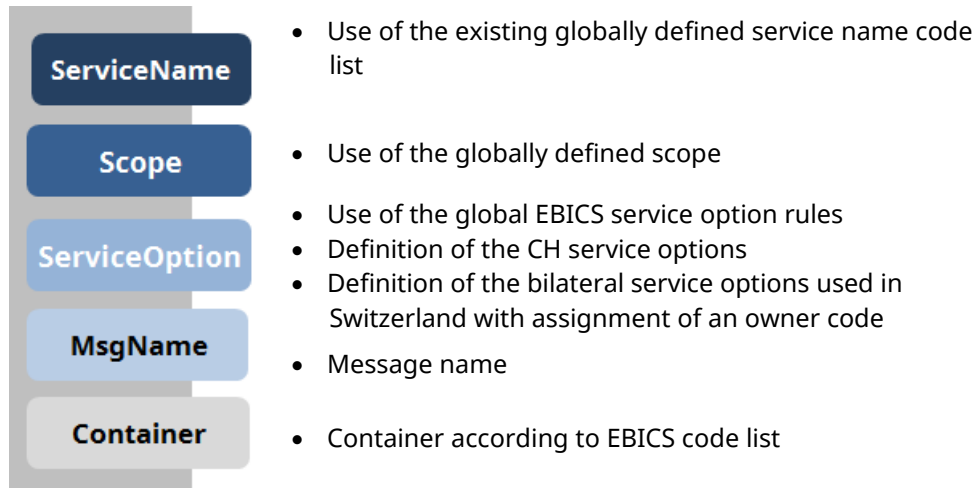 ServiceName
• Use of the existing globally defined service name code
list
Scope
• Use of the globally defined scope
ServiceOption
• Use of the global EBICS service option rules
• Definition of the CH service options
• Definition of the bilateral service options used in
Switzerland with assignment of an owner code
MsgName
• Message name
Container
• Container according to EBICS code list